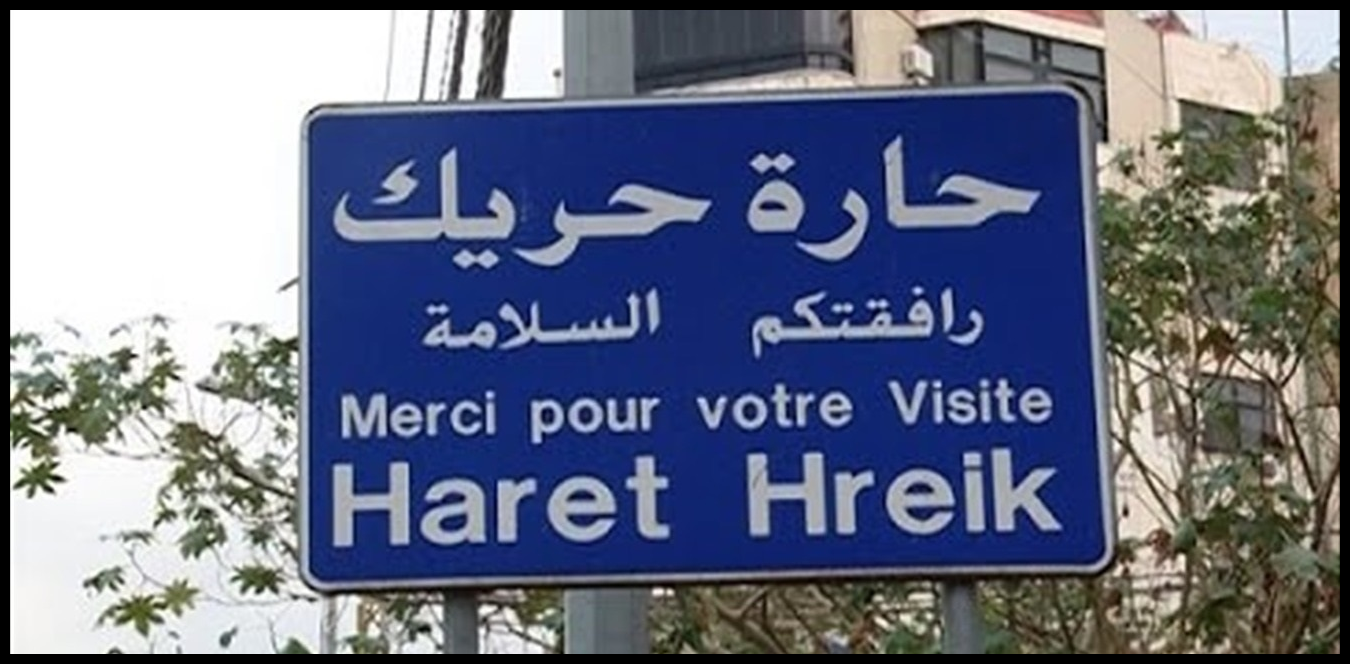 حارة حريك
رافقتكم السلامة
Merci pour votre Visite
Haret Hreik